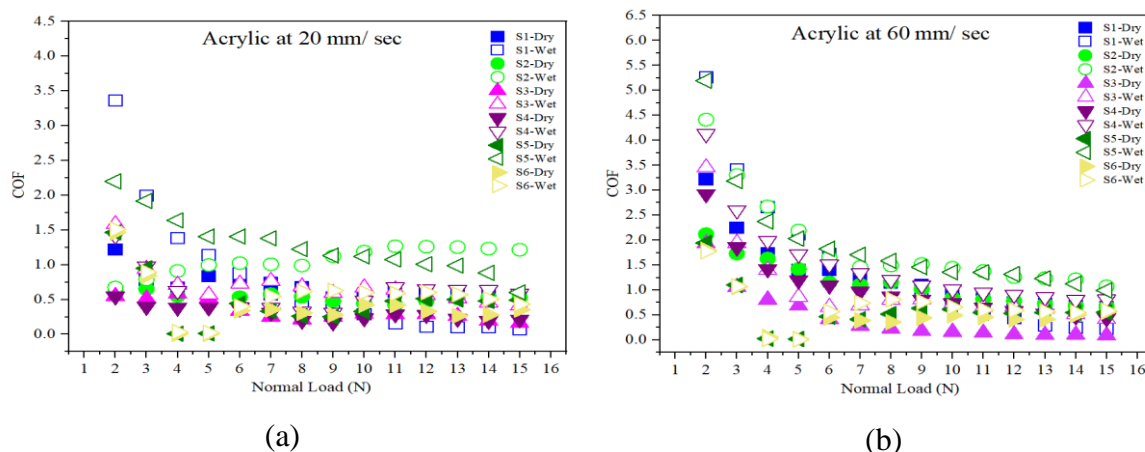 Acrylic at 20 mm/ sec
COF
4.5
4.0
3.5
3.0
2.5
2.0
1.5
1.0
0.5
0.0
1 2 3 4 5 6 7 8 9 10 11 12 13 14 15 16
Normal Load (N)
S1-Dry
S1-Wet
S2-Dry
S2-Wet
S3-Dry
S3-Wet
S4-Dry
S4-Wet
S5-Dry
S5-Wet
S6-Dry
S6-Wet
(a)
Acrylic at 60 mm/ sec
COF
6.5
6.0
5.5
5.0
4.5
4.0
3.5
3.0
2.5
2.0
1.5
1.0
0.5
0.0
1 2 3 4 5 6 7 8 9 10 11 12 13 14 15 16
Normal Load (N)
S1-Dry
S1-Wet
S2-Dry
S2-Wet
S3-Dry
S3-Wet
S4-Dry
S4-Wet
S5-Dry
S5-Wet
S6-Dry
S6-Wet
(b)